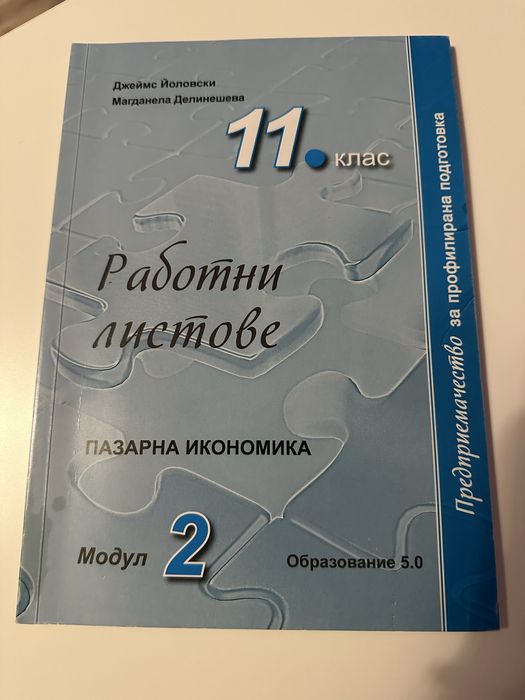 Джеймс Йоловски
Магданела Делинешева
11. клас
Работни
листове
ПАЗАРНА ИКОНОМИКА
Модул 2
Образование 5.0
Предприемачество за профилирана подготовка